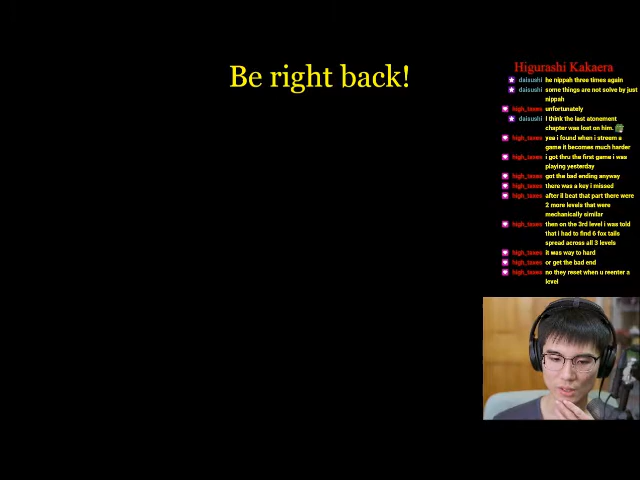 Be right back!
Higurashi Kakaera
daisushi he nippah three times again
daisushi some things are not solve by just
nippah
high_taxes unfortunately
daisushi I think the last atonement
chapter was lost on him.
high_taxes yea i found when i stream a
game it becomes much harder
high_taxes i got thru the first game i was
playing yesterday
high_taxes got the bad ending anyway
high_taxes there was a key i missed
high_taxes after il beat that part there were
2 more levels that were
mechanically similar
high_taxes then on the 3rd level i was told
that i had to find 6 fox tails
spread across all 3 levels
high_taxes it was way to hard
high_taxes or get the bad end
high_taxes no they reset when u reenter a
level